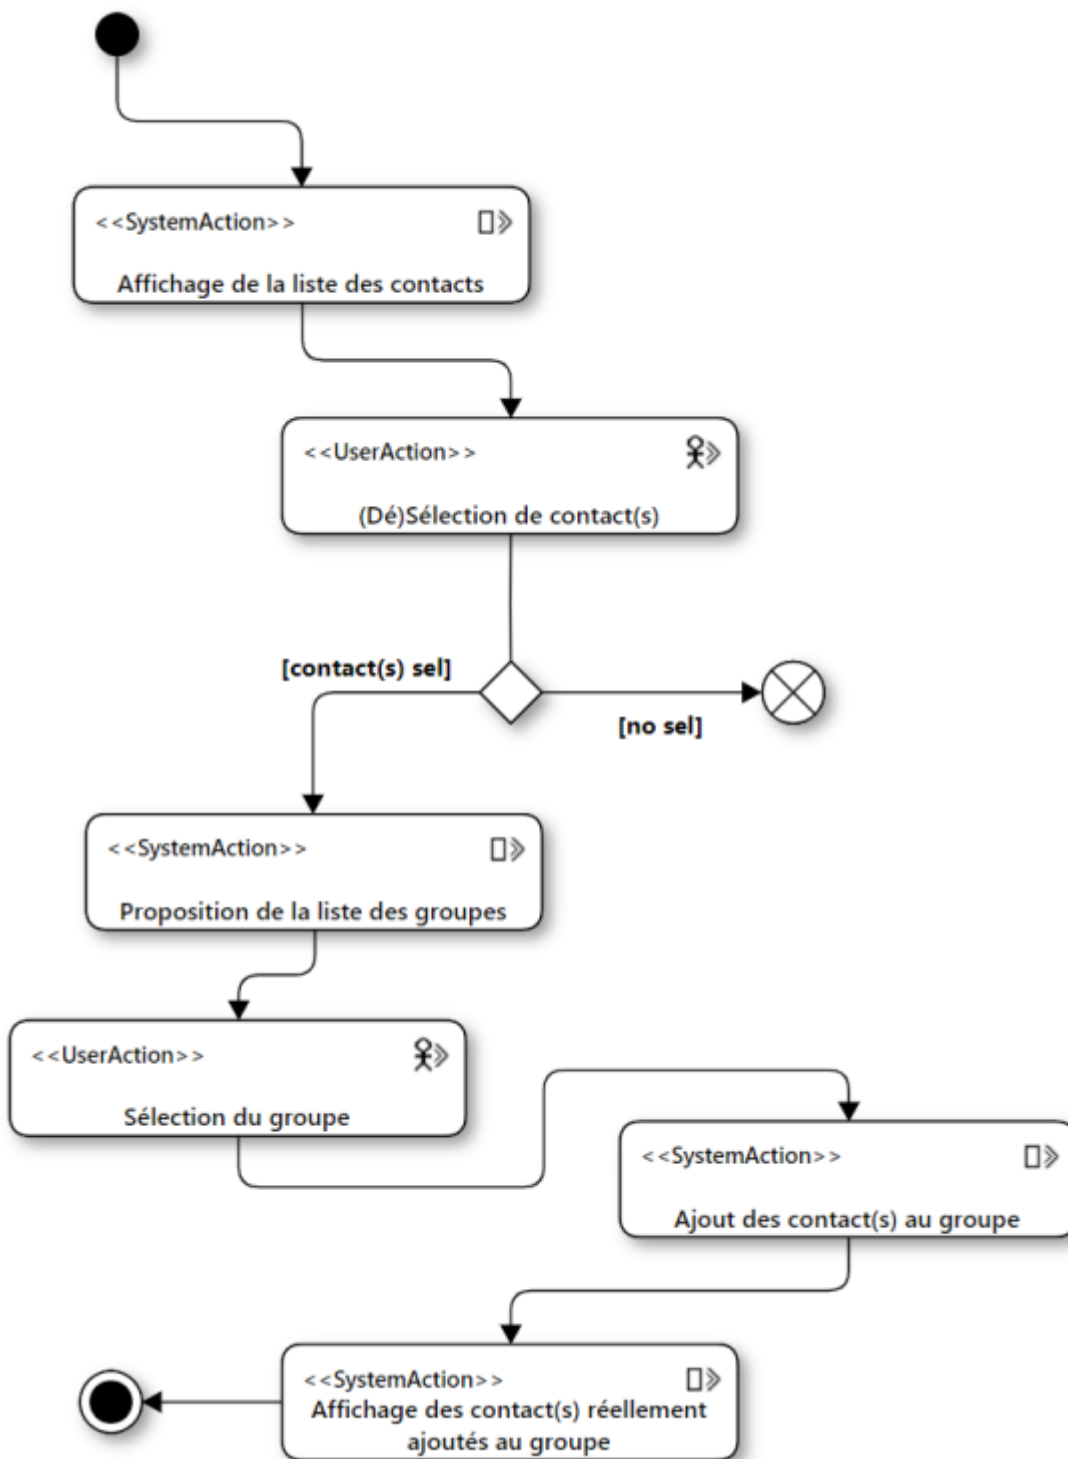 <<SystemAction>>
Affichage de la liste des contacts
<<UserAction>>
(Dé)Sélection de contact(s)
[contact(s) sel]
[no sel]
<<SystemAction>>
Proposition de la liste des groupes
<<UserAction>>
Sélection du groupe
<<SystemAction>>
Ajout des contact(s) au groupe
<<SystemAction>>
Affichage des contact(s) réellement
ajoutés au groupe